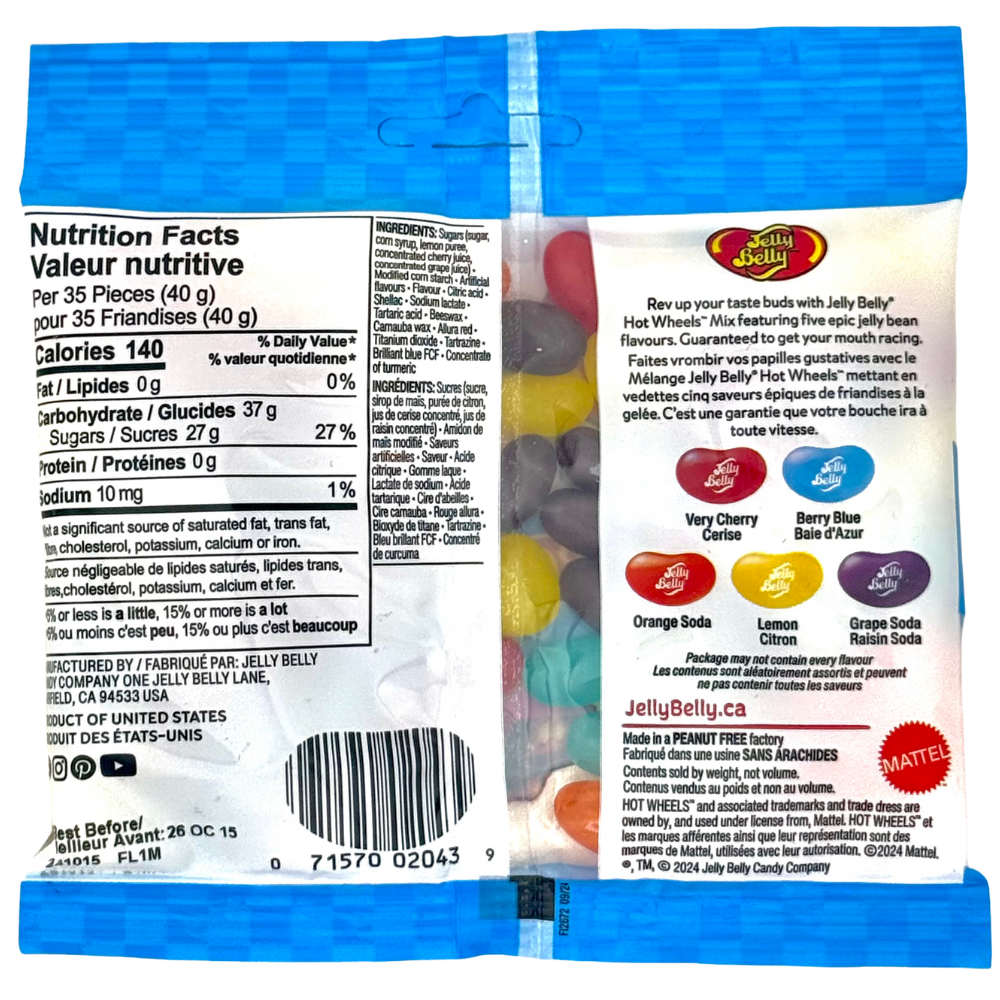 Nutrition Facts
Valeur nutritive
Per 35 Pieces (40 g)
pour 35 Friandises (40 g)
Calories 140
% Daily Value*
% valeur quotidienne*
Fat / Lipides 0 g 0%
Carbohydrate / Glucides 37 g
Sugars / Sucres 27 g 27 %
Protein / Protéines 0 g
Sodium 10 mg 1 %
a significant source of saturated fat, trans fat,
cholesterol, potassium, calcium or iron.
Source négligeable de lipides saturés, lipides trans,
cholestérol, potassium, calcium et fer.
or less is a little, 15% or more is a lot
ou moins c'est peu, 15% ou plus c'est beaucoup
INGREDIENTS: Sugars (sugar,
corn syrup, lemon puree,
concentrated cherry juice,
concentrated grape juice) •
Modified corn starch • Artificial
flavours • Flavour • Citric acid •
Shellac • Sodium lactate •
Tartaric acid • Beeswax •
Carnauba wax • Allura red •
Titanium dioxide • Tartrazine •
Brilliant blue FCF • Concentrate
of turmeric
INGRÉDIENTS: Sucres (sucre,
sirop de maïs, purée de citron,
jus de cerise concentré, jus de
raisin concentré) • Amidon de
maïs modifié • Saveurs
artificielles • Saveur • Acide
citrique • Gomme laque •
Lactate de sodium • Acide
tartarique • Cire d'abeilles •
Cire carnauba • Rouge allura •
Bioxyde de titane • Tartrazine •
Bleu brillant FCF • Concentré
de curcuma
BY / FABRIQUÉ PAR: JELLY BELLY
COMPANY ONE JELLY BELLY LANE,
CA 94533 USA
OF UNITED STATES
DES ÉTATS-UNIS
Best Before/
Meilleur Avant: 26 OC 15
241015 FL1M
0 71570 02043 9
FI2672 09/24
Jelly
Belly
Rev up your taste buds with Jelly Belly®
Hot Wheels™ Mix featuring five epic jelly bean
flavours. Guaranteed to get your mouth racing.
Faites vrombir vos papilles gustatives avec le
Mélange Jelly Belly® Hot Wheels™ mettant en
vedettes cinq saveurs épiques de friandises à la
gelée. C'est une garantie que votre bouche ira à
toute vitesse.
Jelly Belly Jelly Belly
Very Cherry Berry Blue
Cerise Baie d'Azur
Jelly Belly Jelly Belly Jelly Belly
Orange Soda Lemon Grape Soda
Citron Raisin Soda
Package may not contain every flavour
Les contenus sont aléatoirement assortis et peuvent
ne pas contenir toutes les saveurs
JellyBelly.ca
Made in a PEANUT FREE factory
Fabriqué dans une usine SANS ARACHIDES
Contents sold by weight, not volume.
Contenus vendus au poids et non au volume.
MATTEL
HOT WHEELS™ and associated trademarks and trade dress are
owned by, and used under license from, Mattel. HOT WHEELS™ et
les marques afférentes ainsi que leur représentation sont des
marques de Mattel, utilisées avec leur autorisation. ©2024 Mattel.
®, TM, © 2024 Jelly Belly Candy Company